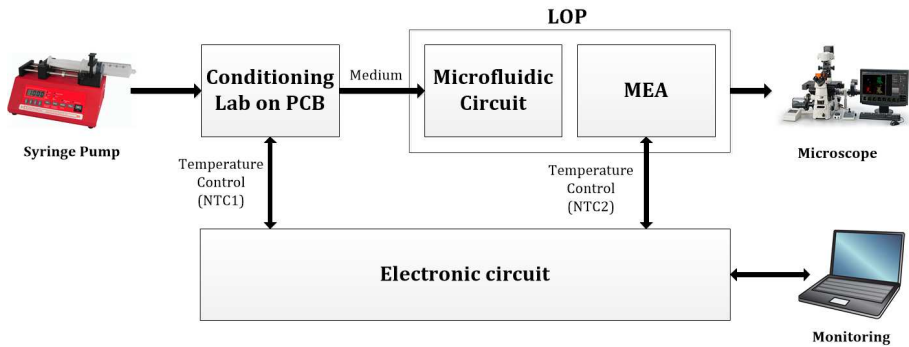 LOP
Conditioning
Lab on PCB
Medium
Microfluidic
Circuit
MEA
Syringe Pump
Microscope
Temperature
Control
(NTC1)
Temperature
Control
(NTC2)
Electronic circuit
Monitoring